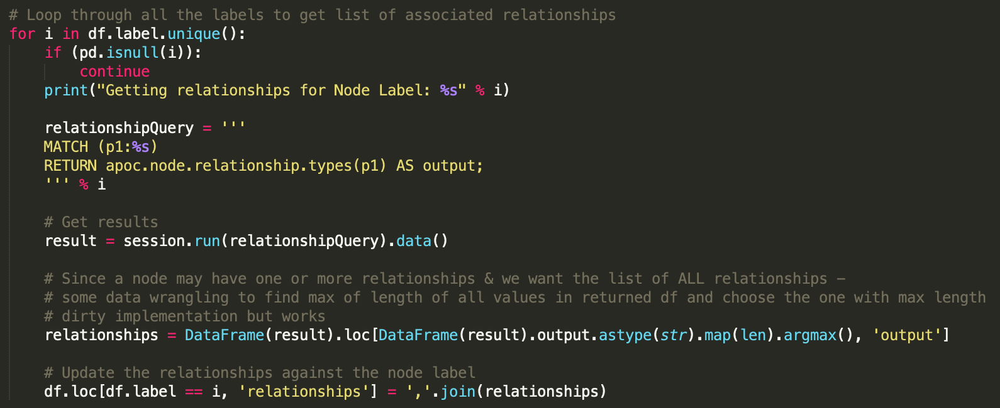 # Loop through all the labels to get list of associated relationships
for i in df.label.unique():
    if (pd.isnull(i)):
        continue
    print("Getting relationships for Node Label: %s" % i)

    relationshipQuery = '''
    MATCH (p1:%s)
    RETURN apoc.node.relationship.types(p1) AS output;
    ''' % i

    # Get results
    result = session.run(relationshipQuery).data()

    # Since a node may have one or more relationships & we want the list of ALL relationships –
    # some data wrangling to find max of length of all values in returned df and choose the one with max length
    # dirty implementation but works
    relationships = DataFrame(result).loc[DataFrame(result).output.astype(str).map(len).argmax(), 'output']

    # Update the relationships against the node label
    df.loc[df.label == i, 'relationships'] = ','.join(relationships)